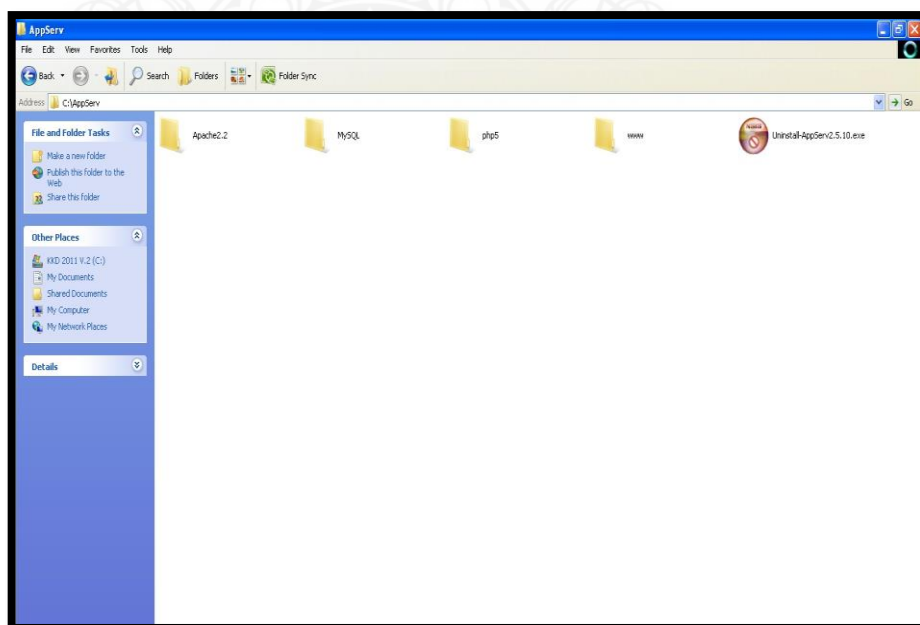 AppServ
File Edit View Favorites Tools Help
Back Search Folders Folder Sync
Address C:\AppServ Go
File and Folder Tasks
Make a new folder
Publish this folder to the
Web
Share this folder
Other Places
KKD 2011 V.2 (C:)
My Documents
Shared Documents
My Computer
My Network Places
Details
Apache2.2 MySQL php5 www Uninstall-AppServ2.5.10.exe